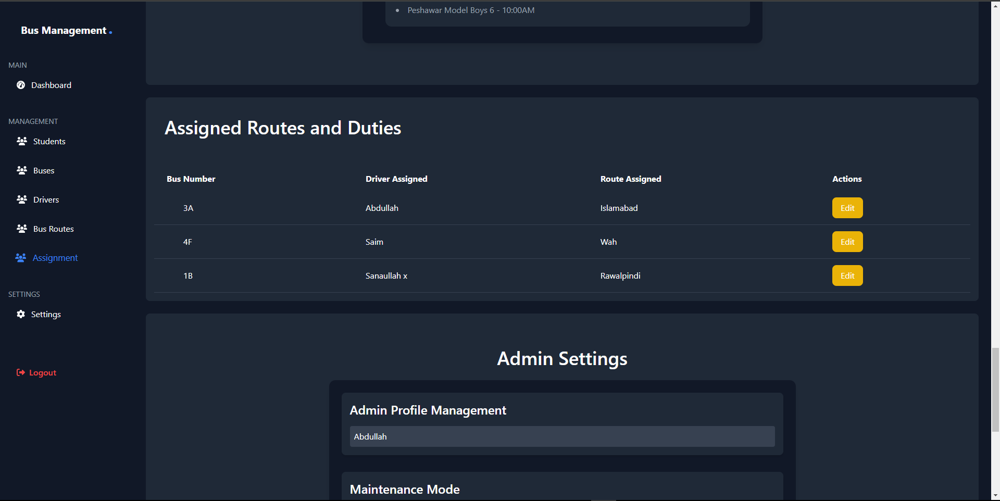 Bus Management.
MAIN
Dashboard
MANAGEMENT
Students
Buses
Drivers
Bus Routes
Assignment
SETTINGS
Settings
Logout
Peshawar Model Boys 6 - 10:00AM
Assigned Routes and Duties
Bus Number Driver Assigned Route Assigned Actions
3A Abdullah Islamabad Edit
4F Saim Wah Edit
1B Sanaullah x Rawalpindi Edit
Admin Settings
Admin Profile Management
Abdullah
Maintenance Mode